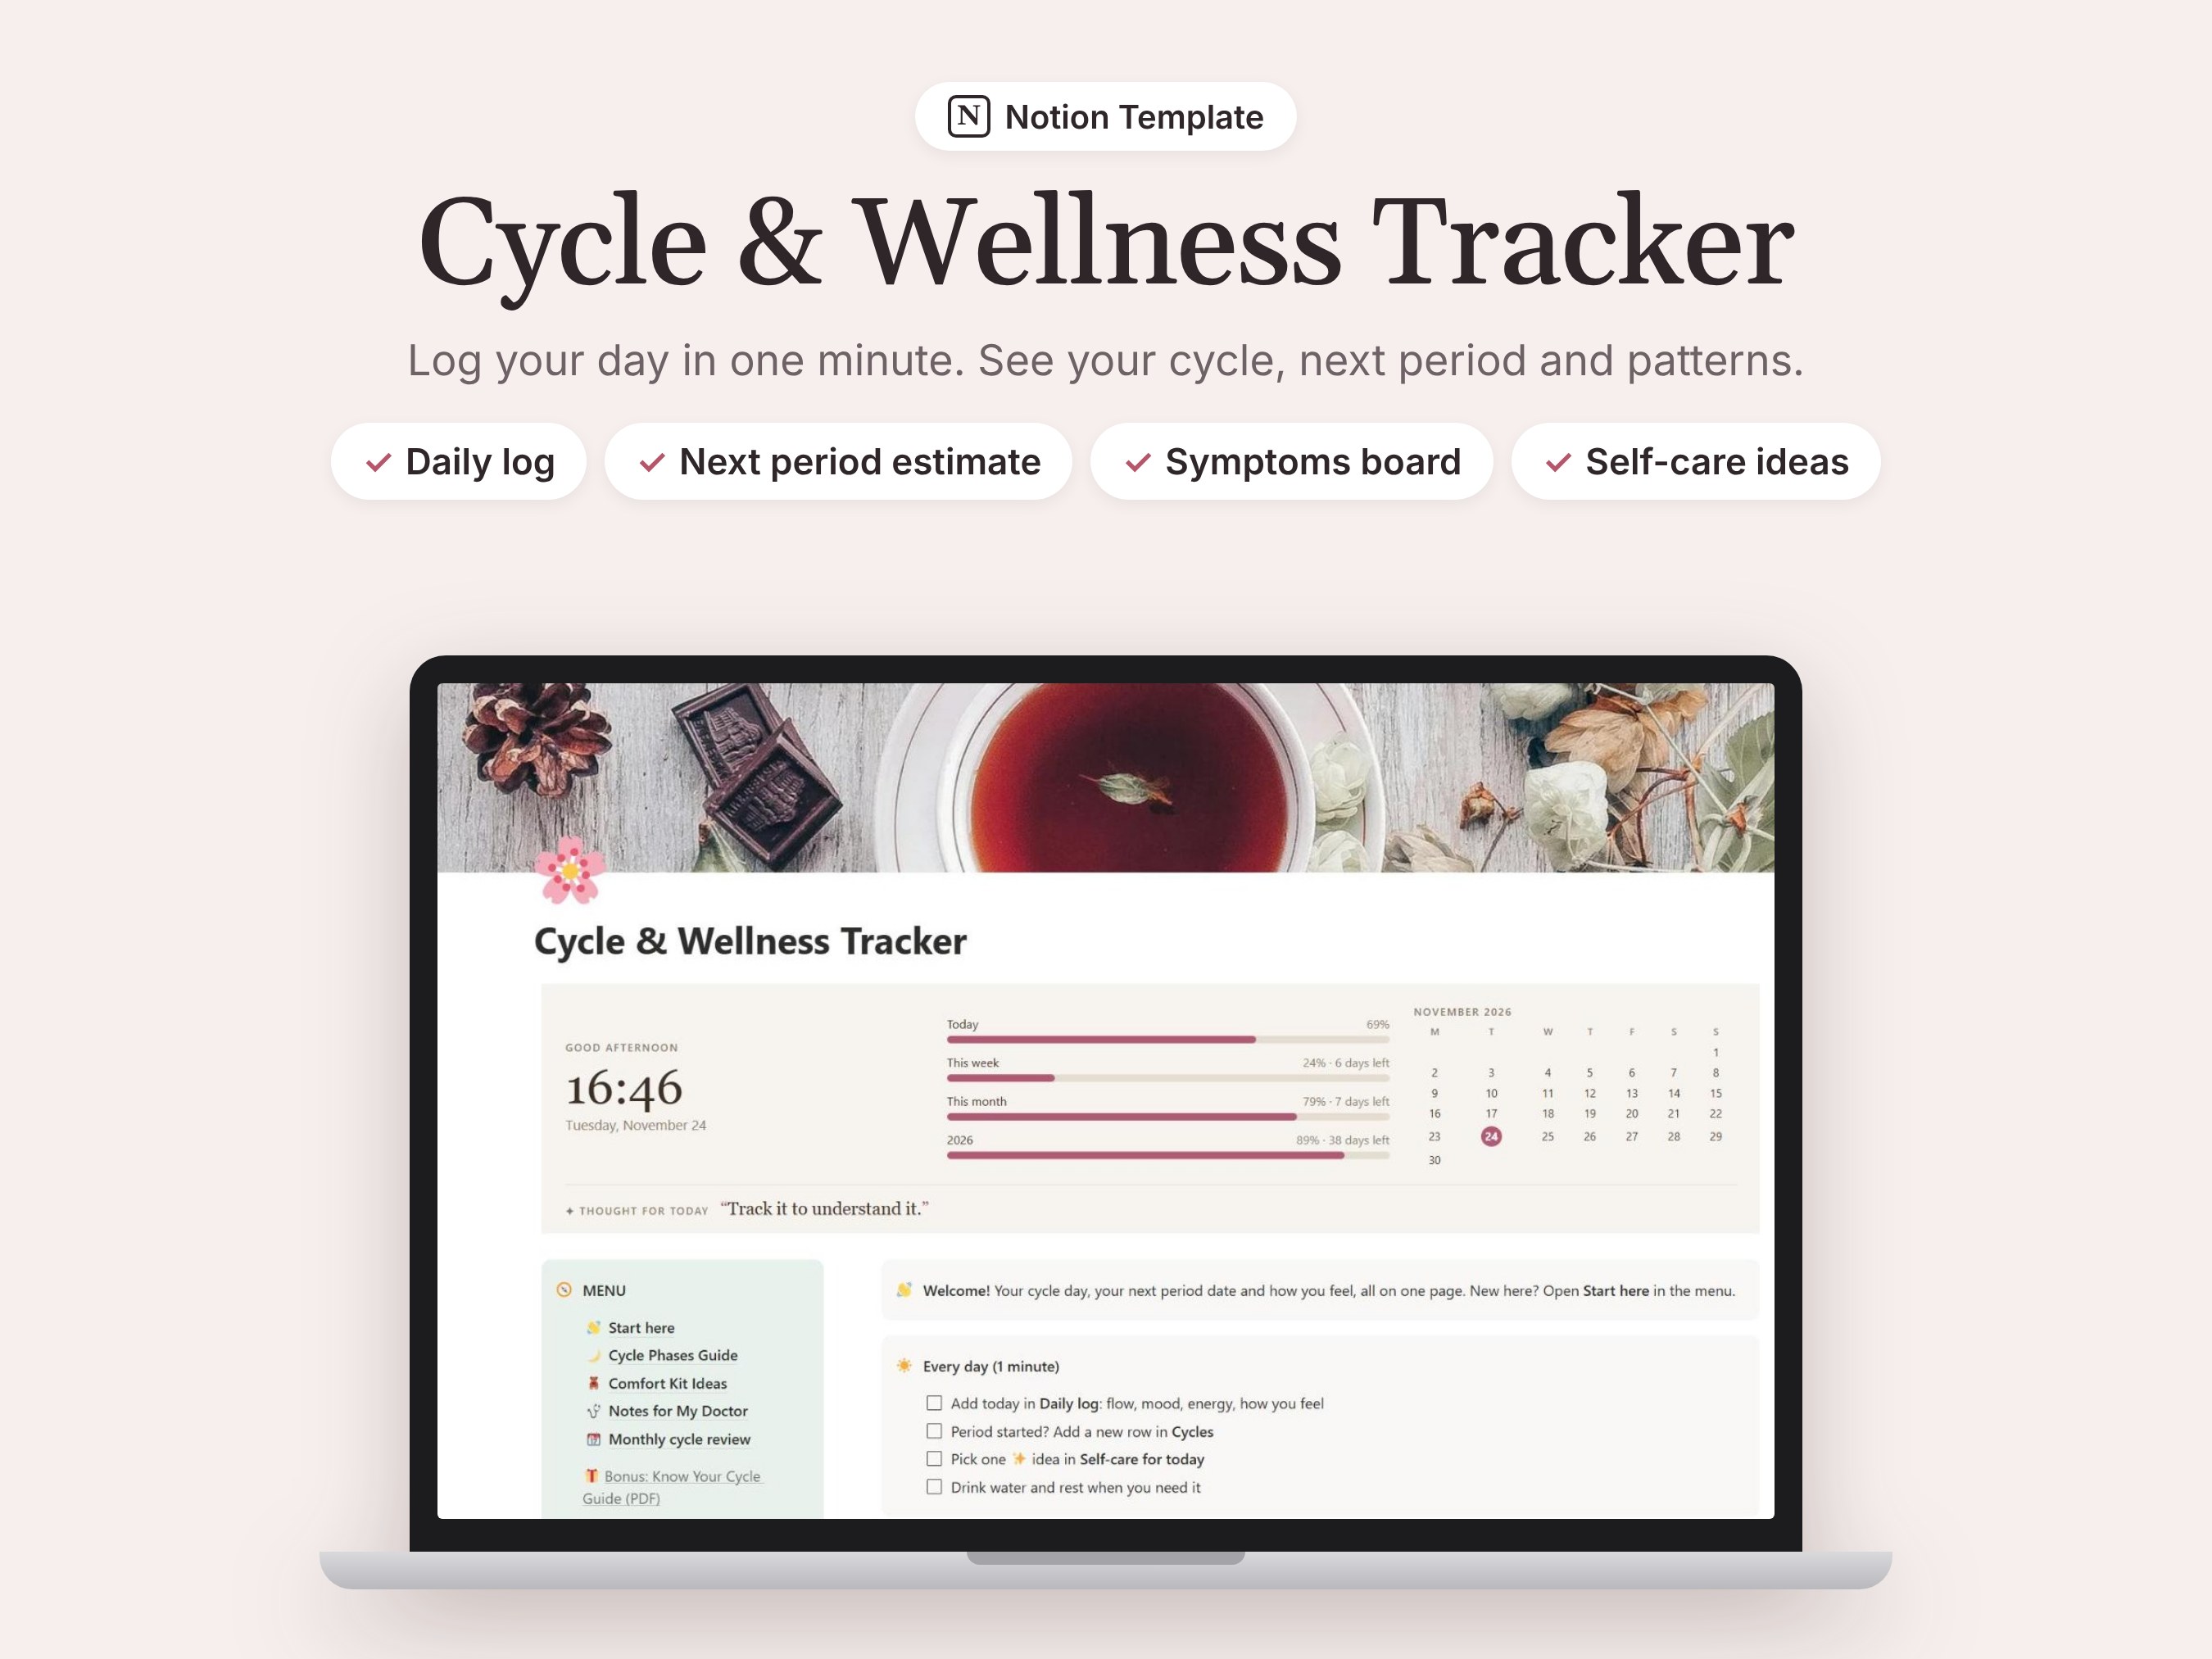 N Notion Template
Cycle & Wellness Tracker
Log your day in one minute. See your cycle, next period and patterns.
Daily log
Next period estimate
Symptoms board
Self-care ideas
Cycle & Wellness Tracker
GOOD AFTERNOON
16:46
Tuesday, November 24
Today 69%
This week 24% · 6 days left
This month 79% · 7 days left
2026 89% · 38 days left
NOVEMBER 2026
M T W T F S S
1
2 3 4 5 6 7 8
9 10 11 12 13 14 15
16 17 18 19 20 21 22
23 24 25 26 27 28 29
30
THOUGHT FOR TODAY “Track it to understand it.”
MENU
Start here
Cycle Phases Guide
Comfort Kit Ideas
Notes for My Doctor
Monthly cycle review
Bonus: Know Your Cycle
Guide (PDF)
Welcome! Your cycle day, your next period date and how you feel, all on one page. New here? Open Start here in the menu.
Every day (1 minute)
Add today in Daily log: flow, mood, energy, how you feel
Period started? Add a new row in Cycles
Pick one ✨ idea in Self-care for today
Drink water and rest when you need it